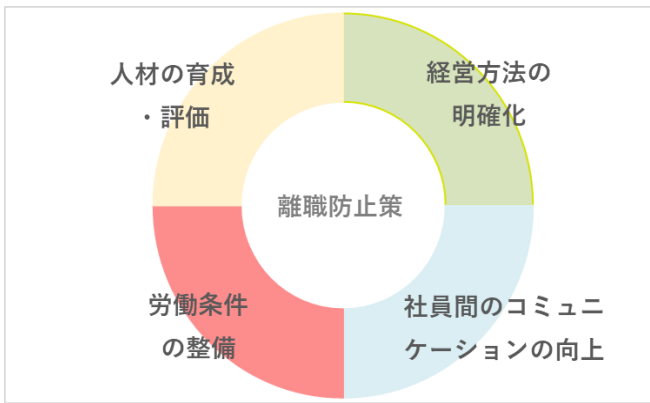 人材の育成
・評価
経営方法の
明確化
離職防止策
労働条件
の整備
社員間のコミュニ
ケーションの向上